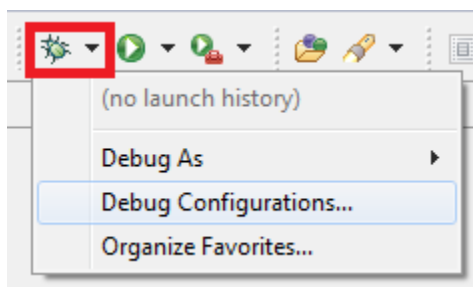 (no launch history)
Debug As
Debug Configurations...
Organize Favorites...